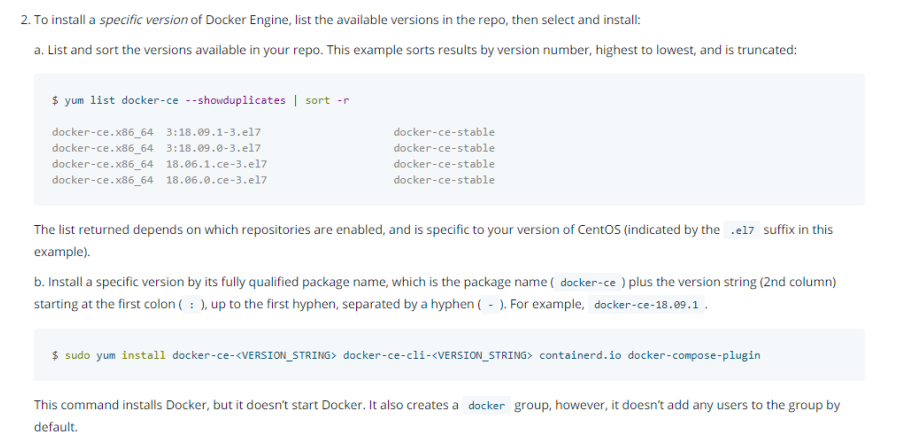 2. To install a specific version of Docker Engine, list the available versions in the repo, then select and install:
a. List and sort the versions available in your repo. This example sorts results by version number, highest to lowest, and is truncated:
$ yum list docker-ce --showduplicates | sort -r
docker-ce.x86_64  3:18.09.1-3.el7                     docker-ce-stable
docker-ce.x86_64  3:18.09.0-3.el7                     docker-ce-stable
docker-ce.x86_64  18.06.1.ce-3.el7                    docker-ce-stable
docker-ce.x86_64  18.06.0.ce-3.el7                    docker-ce-stable
The list returned depends on which repositories are enabled, and is specific to your version of CentOS (indicated by the .el7 suffix in this
example).
b. Install a specific version by its fully qualified package name, which is the package name ( docker-ce ) plus the version string (2nd column)
starting at the first colon ( : ), up to the first hyphen, separated by a hyphen ( - ). For example, docker-ce-18.09.1 .
$ sudo yum install docker-ce-<VERSION_STRING> docker-ce-cli-<VERSION_STRING> containerd.io docker-compose-plugin
This command installs Docker, but it doesn't start Docker. It also creates a docker group, however, it doesn't add any users to the group by
default.